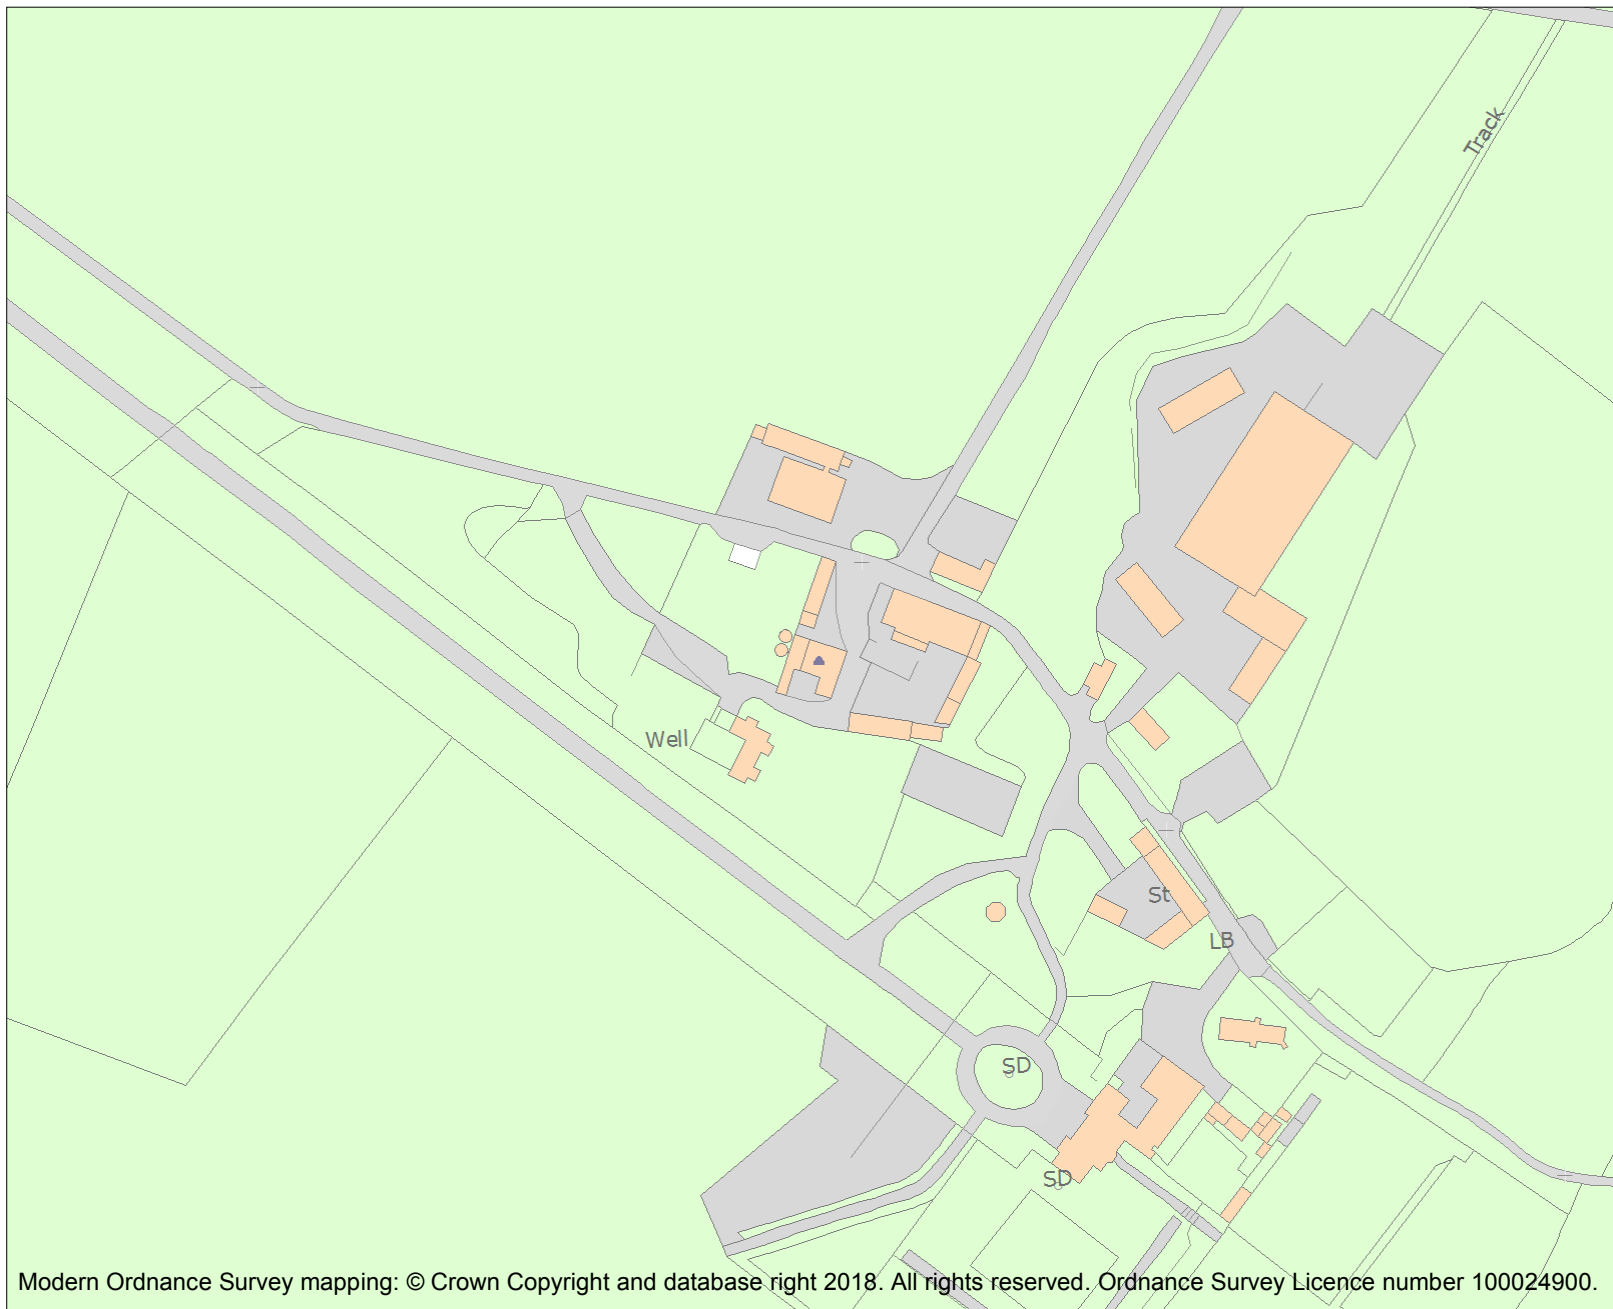 Track
Well
St
LB
SD
SD
Modern Ordnance Survey mapping: © Crown Copyright and database right 2018. All rights reserved. Ordnance Survey Licence number 100024900.